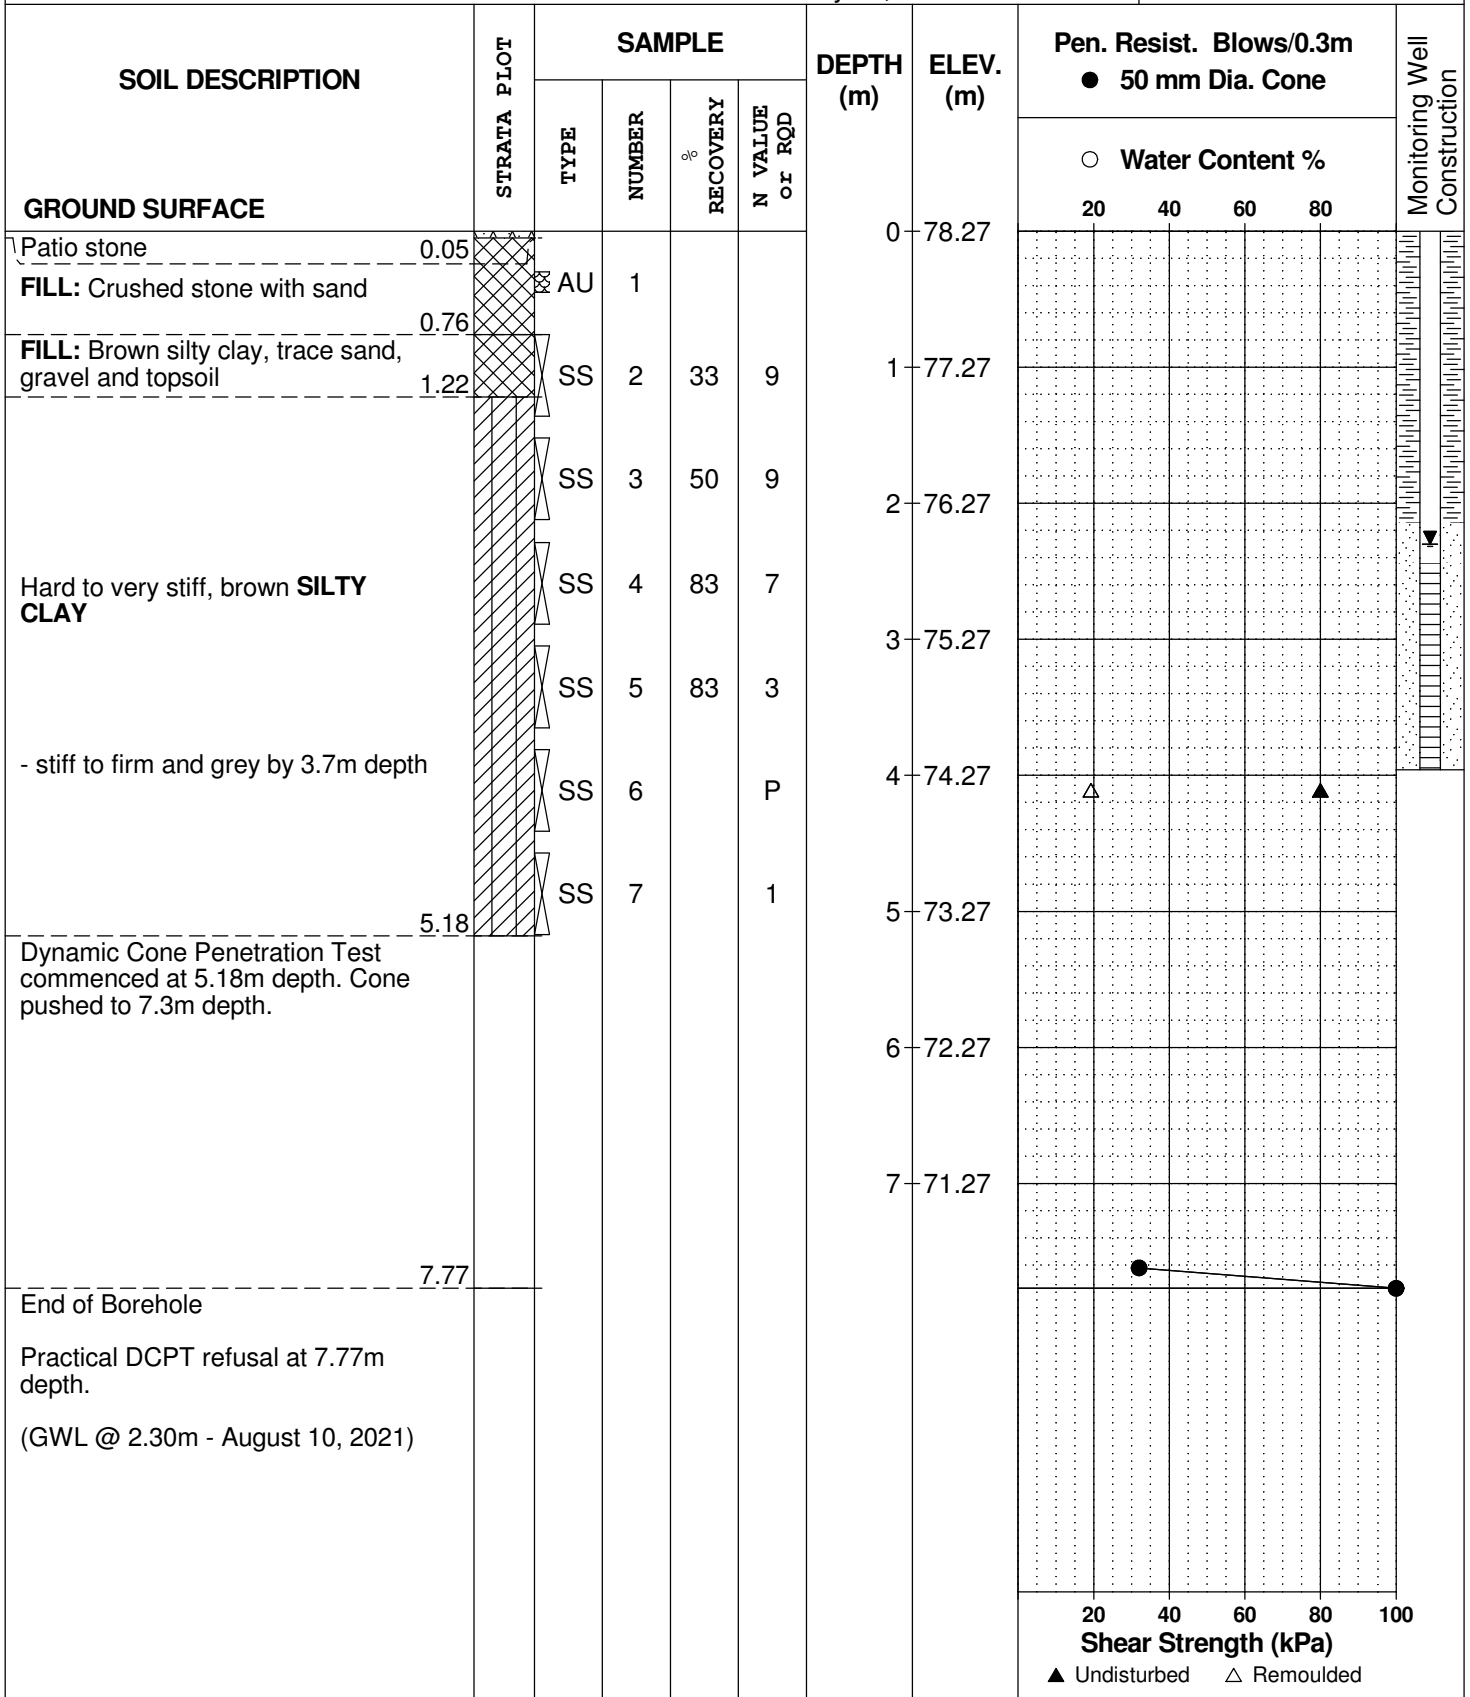 SOIL DESCRIPTION
GROUND SURFACE
STRATA PLOT
SAMPLE
TYPE
NUMBER
%
RECOVERY
N VALUE
or RQD
DEPTH
(m)
ELEV.
(m)
Pen. Resist. Blows/0.3m
● 50 mm Dia. Cone
○ Water Content %
20 40 60 80
Monitoring Well
Construction
0 78.27
Patio stone 0.05
FILL: Crushed stone with sand
0.76
AU 1
FILL: Brown silty clay, trace sand,
gravel and topsoil 1.22
SS 2 33 9
1 77.27
SS 3 50 9
2 76.27
Hard to very stiff, brown SILTY
CLAY
SS 4 83 7
3 75.27
SS 5 83 3
- stiff to firm and grey by 3.7m depth
4 74.27
SS 6 P
SS 7 1
5 73.27
5.18
Dynamic Cone Penetration Test
commenced at 5.18m depth. Cone
pushed to 7.3m depth.
6 72.27
7 71.27
7.77
End of Borehole
Practical DCPT refusal at 7.77m
depth.
(GWL @ 2.30m - August 10, 2021)
20 40 60 80 100
Shear Strength (kPa)
▲ Undisturbed △ Remoulded